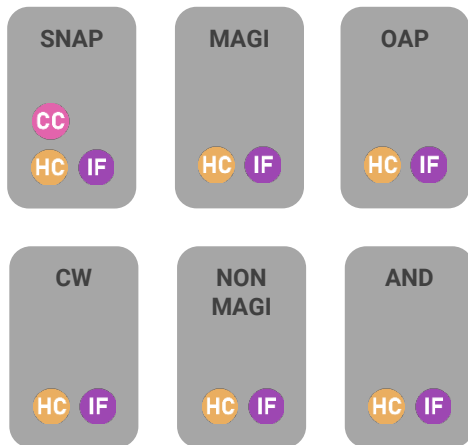 SNAP
CC
HC IF
MAGI
HC IF
OAP
HC IF
CW
HC IF
NON
MAGI
HC IF
AND
HC IF